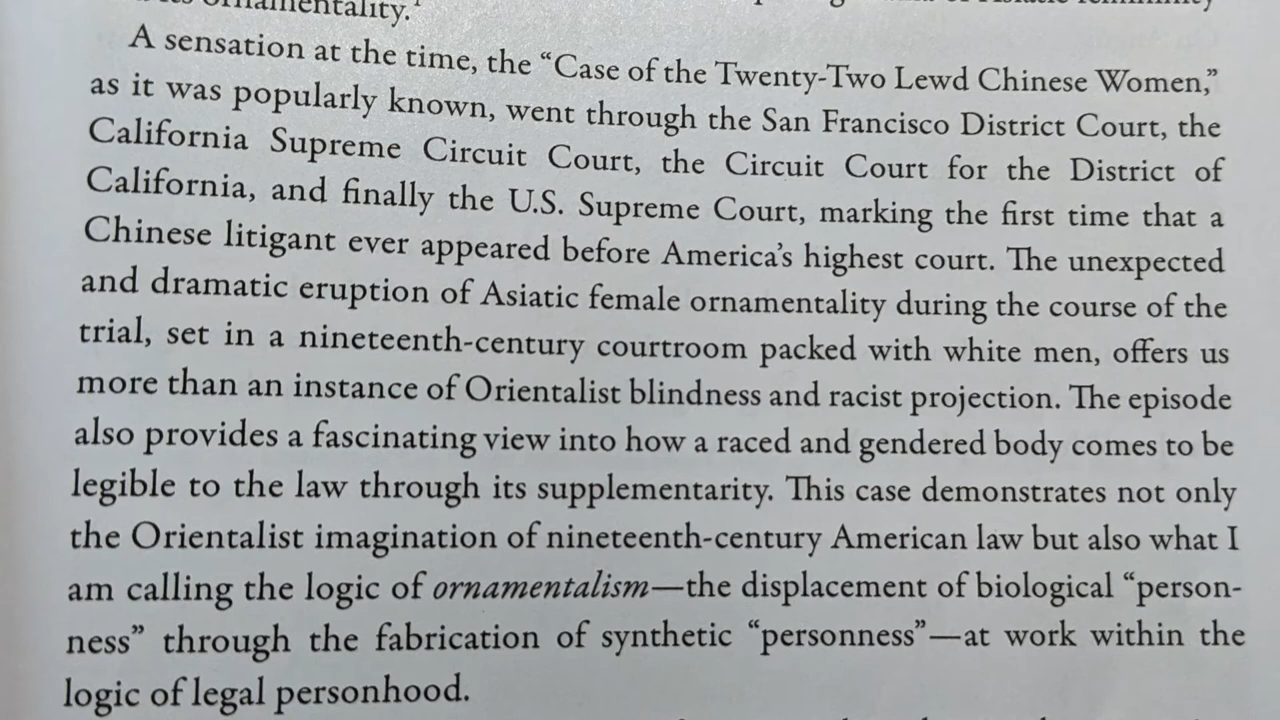 ornamentality.¹
A sensation at the time, the “Case of the Twenty-Two Lewd Chinese Women,”
as it was popularly known, went through the San Francisco District Court, the
California Supreme Circuit Court, the Circuit Court for the District of
California, and finally the U.S. Supreme Court, marking the first time that a
Chinese litigant ever appeared before America’s highest court. The unexpected
and dramatic eruption of Asiatic female ornamentality during the course of the
trial, set in a nineteenth-century courtroom packed with white men, offers us
more than an instance of Orientalist blindness and racist projection. The episode
also provides a fascinating view into how a raced and gendered body comes to be
legible to the law through its supplementarity. This case demonstrates not only
the Orientalist imagination of nineteenth-century American law but also what I
am calling the logic of ornamentalism—the displacement of biological “person-
ness” through the fabrication of synthetic “personness”—at work within the
logic of legal personhood.